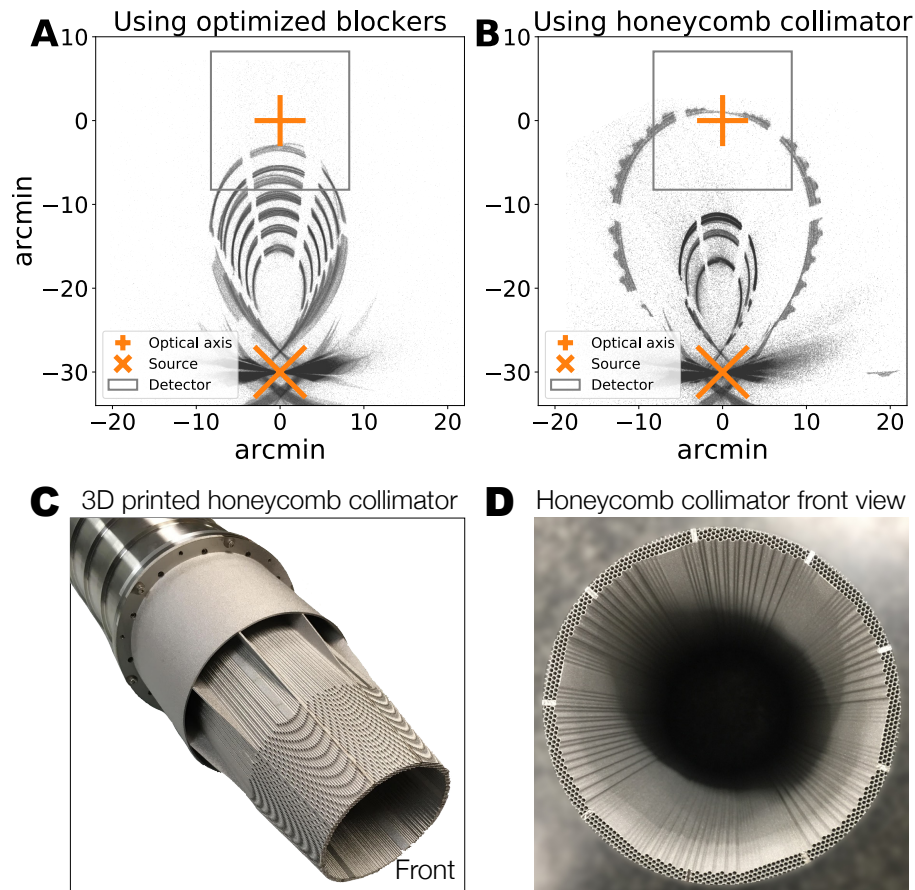 A Using optimized blockers
10
0
−10
−20
−30
arcmin
−20 −10 0 10 20
arcmin
Optical axis
Source
Detector
B Using honeycomb collimator
10
0
−10
−20
−30
arcmin
−20 −10 0 10 20
arcmin
Optical axis
Source
Detector
C 3D printed honeycomb collimator
Front
D Honeycomb collimator front view